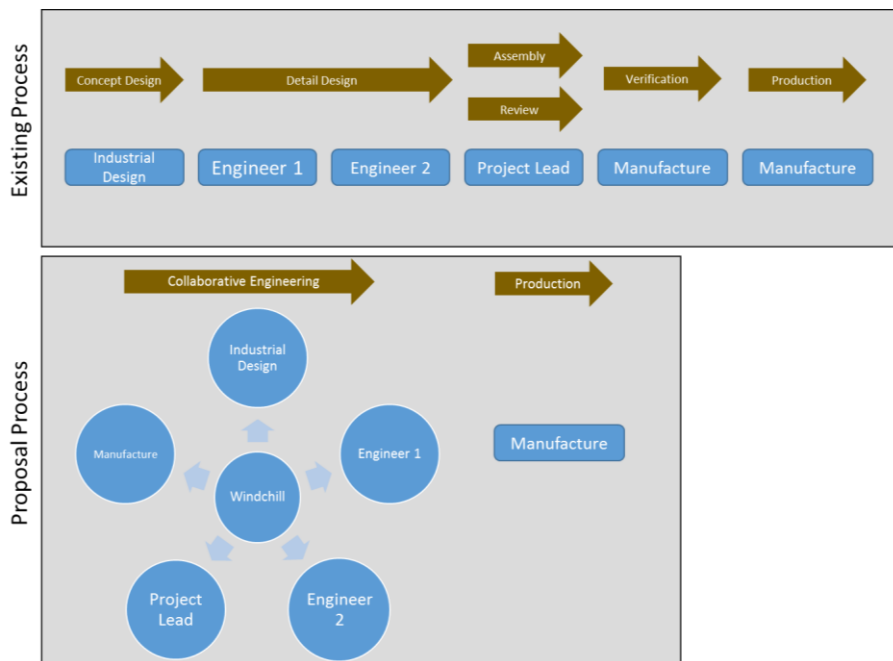 Existing Process
Concept Design
Detail Design
Assembly
Review
Verification
Production
Industrial
Design
Engineer 1
Engineer 2
Project Lead
Manufacture
Manufacture
Proposal Process
Collaborative Engineering
Production
Industrial
Design
Manufacture
Engineer 1
Windchill
Project
Lead
Engineer
2
Manufacture